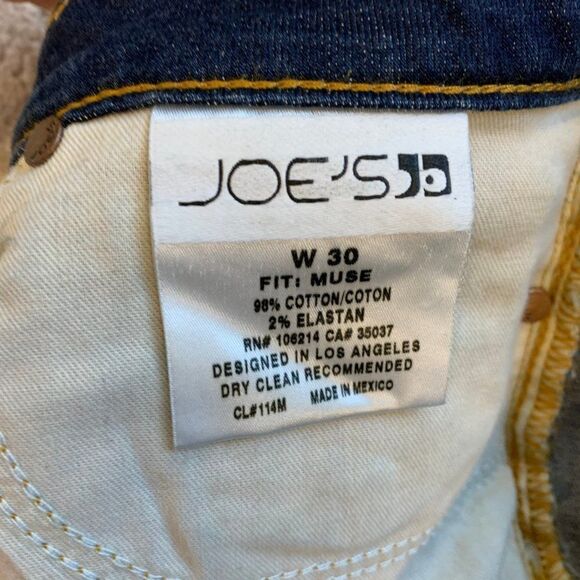 JOE'S
W 30
FIT: MUSE
98% COTTON/COTON
2% ELASTAN
RN# 106214 CA# 35037
DESIGNED IN LOS ANGELES
DRY CLEAN RECOMMENDED
CL#114M MADE IN MEXICO